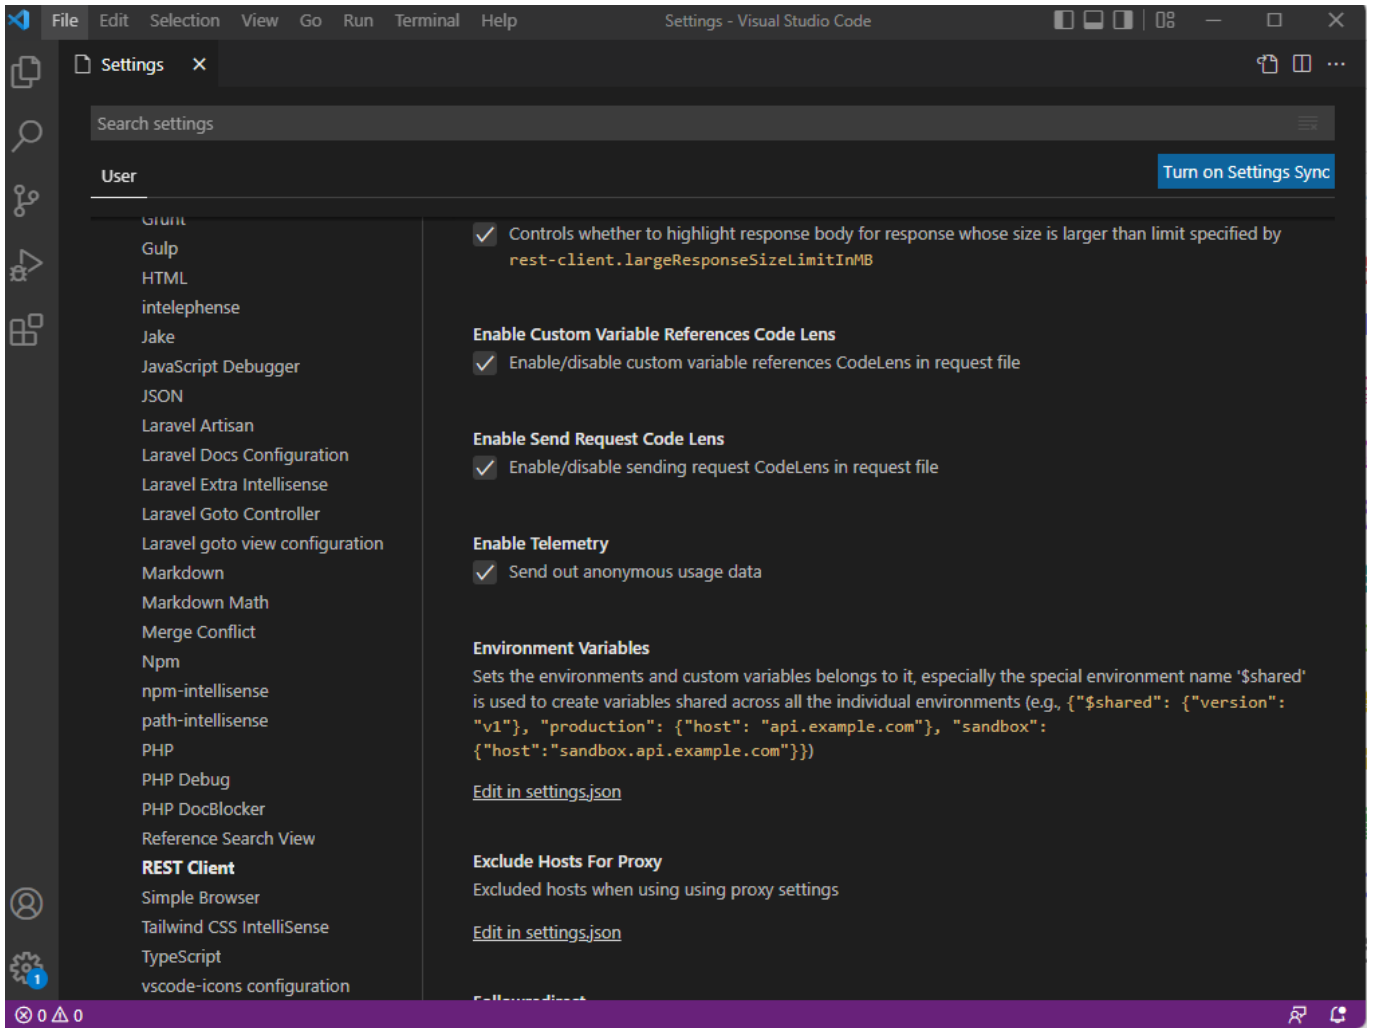 File Edit Selection View Go Run Terminal Help Settings - Visual Studio Code
Settings
Search settings
User
Turn on Settings Sync
Grunt
Gulp
HTML
intelephense
Jake
JavaScript Debugger
JSON
Laravel Artisan
Laravel Docs Configuration
Laravel Extra Intellisense
Laravel Goto Controller
Laravel goto view configuration
Markdown
Markdown Math
Merge Conflict
Npm
npm-intellisense
path-intellisense
PHP
PHP Debug
PHP DocBlocker
Reference Search View
REST Client
Simple Browser
Tailwind CSS IntelliSense
TypeScript
vscode-icons configuration
Controls whether to highlight response body for response whose size is larger than limit specified by
rest-client.largeResponseSizeLimitInMB
Enable Custom Variable References Code Lens
Enable/disable custom variable references CodeLens in request file
Enable Send Request Code Lens
Enable/disable sending request CodeLens in request file
Enable Telemetry
Send out anonymous usage data
Environment Variables
Sets the environments and custom variables belongs to it, especially the special environment name '$shared'
is used to create variables shared across all the individual environments (e.g., {"$shared": {"version":
"v1"}, "production": {"host": "api.example.com"}, "sandbox":
{"host":"sandbox.api.example.com"}})
Edit in settings.json
Exclude Hosts For Proxy
Excluded hosts when using using proxy settings
Edit in settings.json
Followredirect
1
0 0